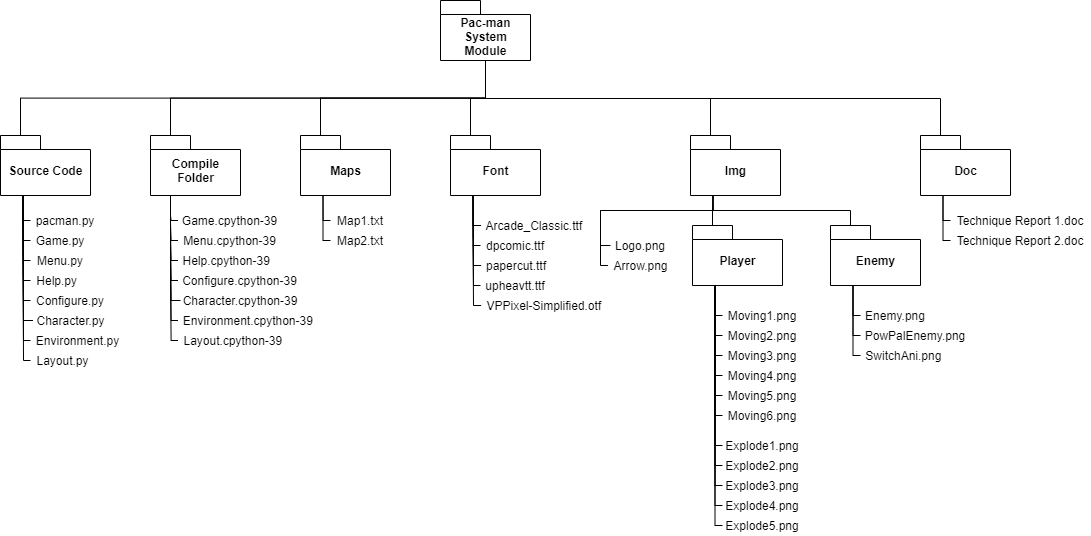 Pac-man
System
Module
Source Code
pacman.py
Game.py
Menu.py
Help.py
Configure.py
Character.py
Environment.py
Layout.py
Compile
Folder
Game.cpython-39
Menu.cpython-39
Help.cpython-39
Configure.cpython-39
Character.cpython-39
Environment.cpython-39
Layout.cpython-39
Maps
Map1.txt
Map2.txt
Font
Arcade_Classic.ttf
dpcomic.ttf
papercut.ttf
upheavtt.ttf
VPPixel-Simplified.otf
Img
Logo.png
Arrow.png
Player
Moving1.png
Moving2.png
Moving3.png
Moving4.png
Moving5.png
Moving6.png
Explode1.png
Explode2.png
Explode3.png
Explode4.png
Explode5.png
Enemy
Enemy.png
PowPalEnemy.png
SwitchAni.png
Doc
Technique Report 1.doc
Technique Report 2.doc